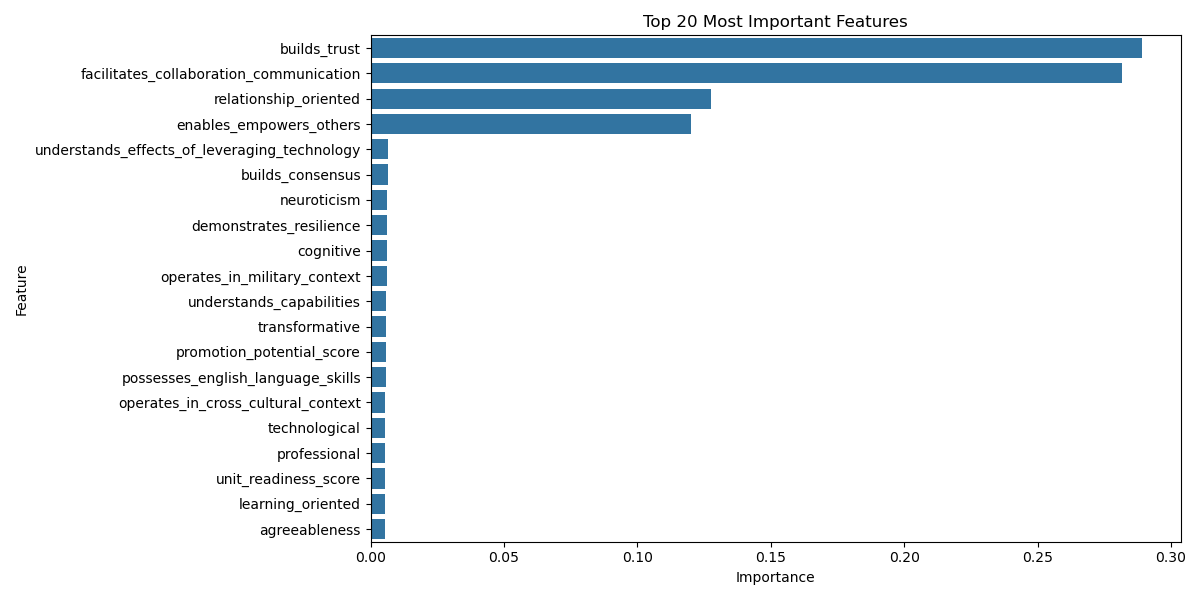 Top 20 Most Important Features
builds_trust
facilitates_collaboration_communication
relationship_oriented
enables_empowers_others
understands_effects_of_leveraging_technology
builds_consensus
neuroticism
demonstrates_resilience
cognitive
operates_in_military_context
understands_capabilities
transformative
promotion_potential_score
possesses_english_language_skills
operates_in_cross_cultural_context
technological
professional
unit_readiness_score
learning_oriented
agreeableness
Feature
0.00 0.05 0.10 0.15 0.20 0.25 0.30
Importance